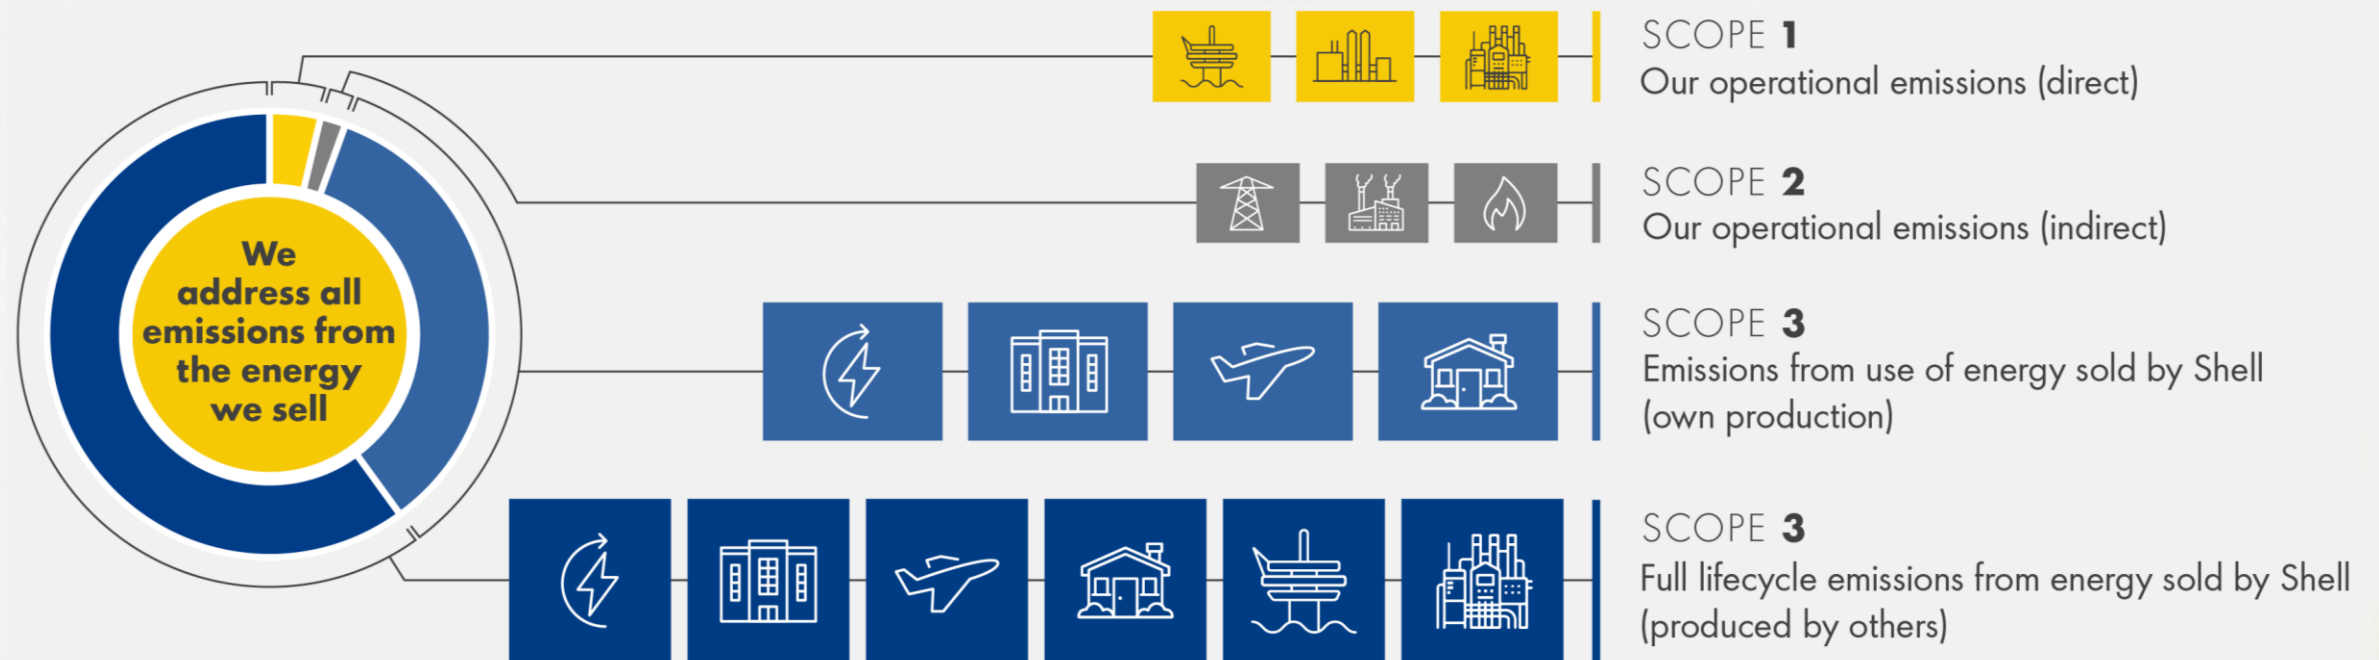 We
address all
emissions from
the energy
we sell
SCOPE 1
Our operational emissions (direct)
SCOPE 2
Our operational emissions (indirect)
SCOPE 3
Emissions from use of energy sold by Shell
(own production)
SCOPE 3
Full lifecycle emissions from energy sold by Shell
(produced by others)